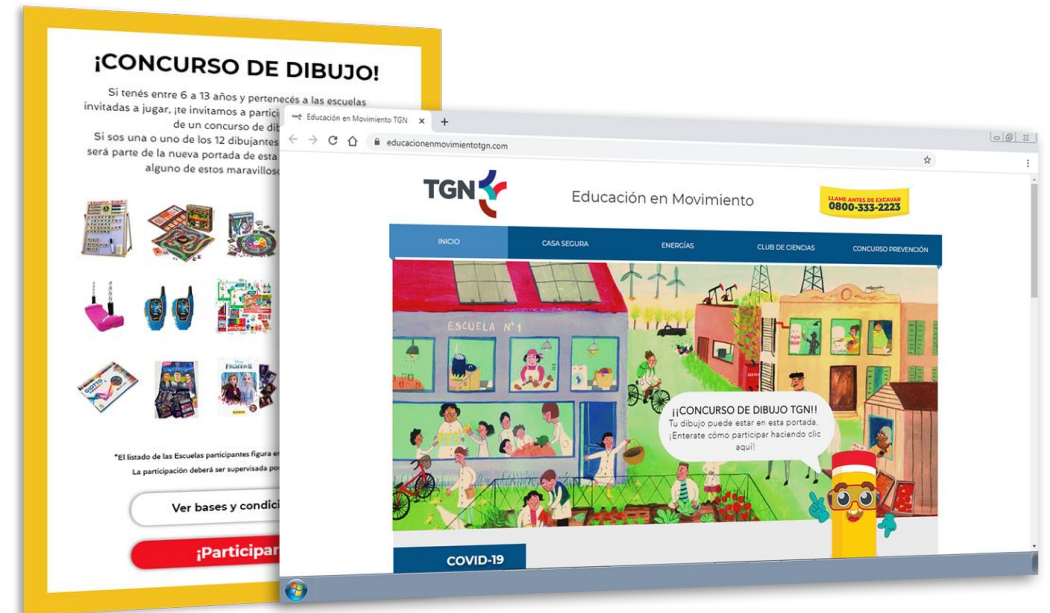 ¡CONCURSO DE DIBUJO!
Si tenés entre 6 a 13 años y pertenecés a las escuelas
invitadas a jugar, ¡te invitamos a partici
de un concurso de dib
Si sos una o uno de los 12 dibujantes
será parte de la nueva portada de esta
alguno de estos maravillos
FROZEN II
*El listado de las Escuelas participantes figura e
La participación deberá ser supervisada po
Ver bases y condici
¡Participar
Educación en Movimiento TGN
educacionenmovimientotgn.com
TGN
Educación en Movimiento
LLAME ANTES DE EXCAVAR
0800-333-2223
INICIO
CASA SEGURA
ENERGÍAS
CLUB DE CIENCIAS
CONCURSO PREVENCIÓN
ESCUELA N°1
¡¡CONCURSO DE DIBUJO TGN!!
Tu dibujo puede estar en esta portada.
¡Enterate cómo participar haciendo clic
aquí!
COVID-19